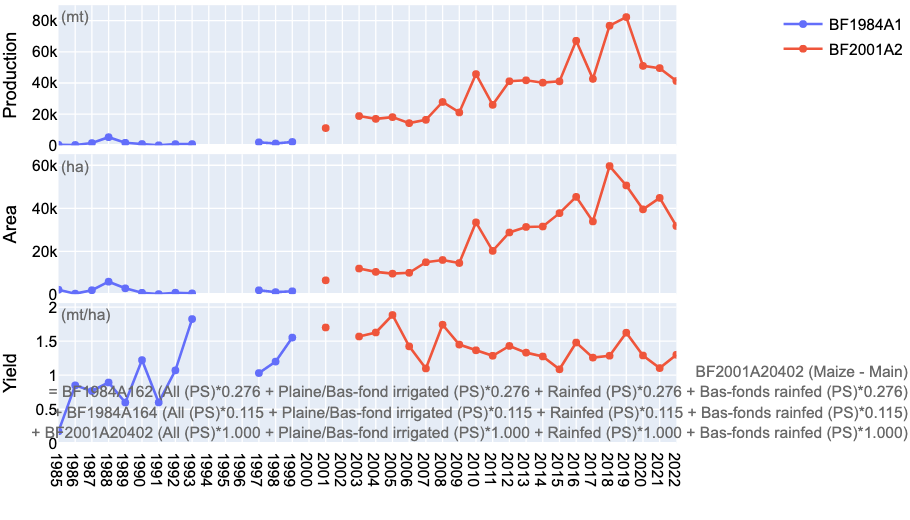 Production
(mt)
80k
60k
40k
20k
0
BF1984A1
BF2001A2
Area
(ha)
60k
40k
20k
0
Yield
(mt/ha)
2
1.5
1
0.5
0
BF2001A20402 (Maize - Main)
= BF1984A162 (All (PS)*0.276 + Plaine/Bas-fond irrigated (PS)*0.276 + Rainfed (PS)*0.276 + Bas-fonds rainfed (PS)*0.276)
+ BF1984A164 (All (PS)*0.115 + Plaine/Bas-fond irrigated (PS)*0.115 + Rainfed (PS)*0.115 + Bas-fonds rainfed (PS)*0.115)
+ BF2001A20402 (All (PS)*1.000 + Plaine/Bas-fond irrigated (PS)*1.000 + Rainfed (PS)*1.000 + Bas-fonds rainfed (PS)*1.000)
1985
1986
1987
1988
1989
1990
1991
1992
1993
1994
1995
1996
1997
1998
1999
2000
2001
2002
2003
2004
2005
2006
2007
2008
2009
2010
2011
2012
2013
2014
2015
2016
2017
2018
2019
2020
2021
2022